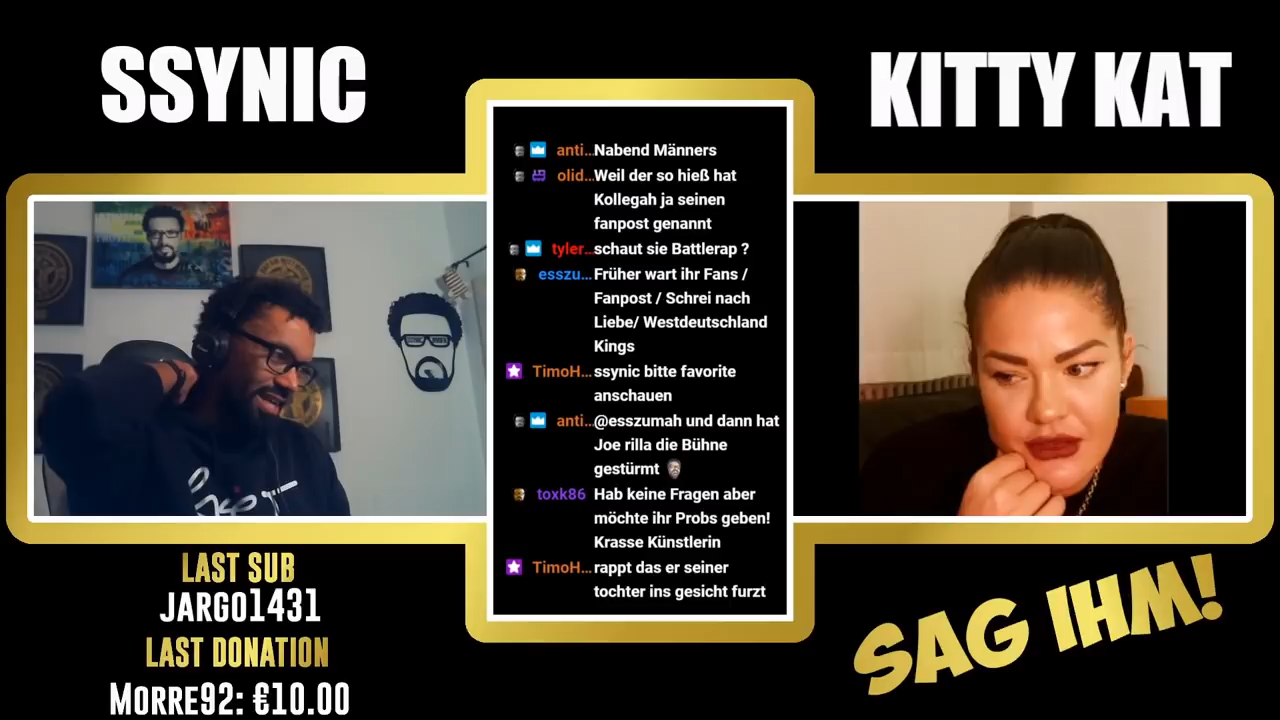 SSYNIC
KITTY KAT
anti... Nabend Männers
olid... Weil der so hieß hat
Kollegah ja seinen
fanpost genannt
tyler... schaut sie Battlerap ?
esszu... Früher wart ihr Fans /
Fanpost / Schrei nach
Liebe/ Westdeutschland
Kings
TimoH... ssynic bitte favorite
anschauen
anti... @esszumah und dann hat
Joe rilla die Bühne
gestürmt
toxk86 Hab keine Fragen aber
möchte ihr Probs geben!
Krasse Künstlerin
TimoH... rappt das er seiner
tochter ins gesicht furzt
LAST SUB
JARGO1431
LAST DONATION
MORRE92: €10.00
SAG IHM!